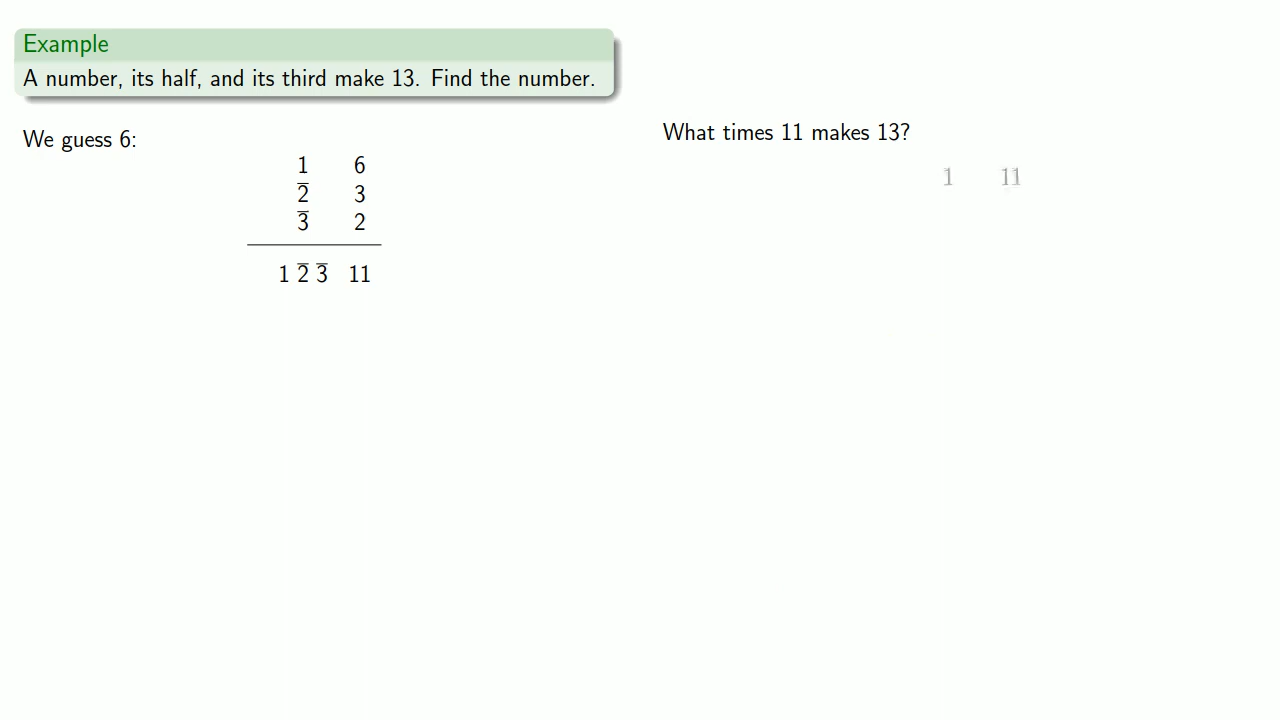 Example
A number, its half, and its third make 13. Find the number.
We guess 6:
1 6
2̅ 3
3̅ 2
1 2̅ 3̅ 11
What times 11 makes 13?
1 11